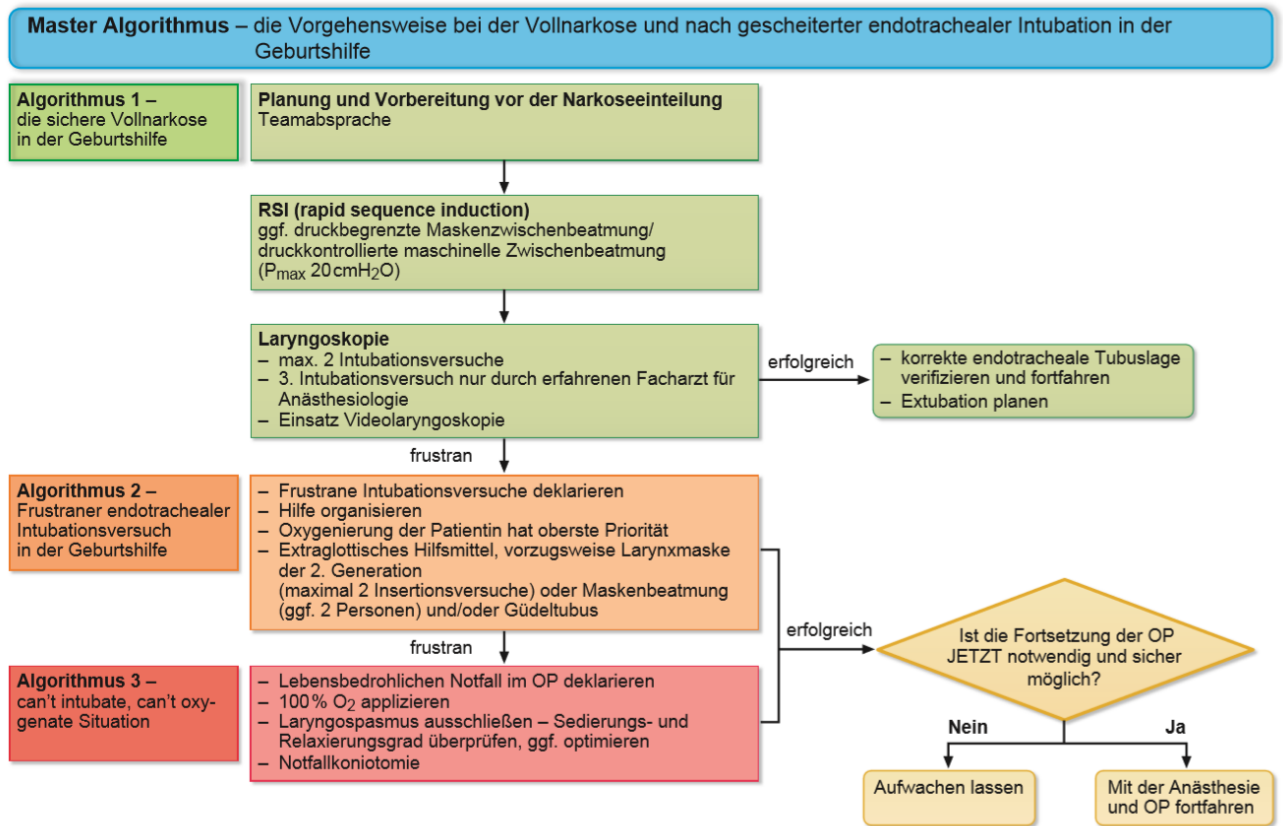 Master Algorithmus – die Vorgehensweise bei der Vollnarkose und nach gescheiterter endotrachealer Intubation in der
Geburtshilfe
Algorithmus 1 –
die sichere Vollnarkose
in der Geburtshilfe
Planung und Vorbereitung vor der Narkoseeinteilung
Teamabsprache
RSI (rapid sequence induction)
ggf. druckbegrenzte Maskenzwischenbeatmung/
druckkontrollierte maschinelle Zwischenbeatmung
(Pmax 20 cmH2O)
Laryngoskopie
– max. 2 Intubationsversuche
– 3. Intubationsversuch nur durch erfahrenen Facharzt für
Anästhesiologie
– Einsatz Videolaryngoskopie
erfolgreich
– korrekte endotracheale Tubuslage
verifizieren und fortfahren
– Extubation planen
frustran
Algorithmus 2 –
Frustraner endotrachealer
Intubationsversuch
in der Geburtshilfe
– Frustrane Intubationsversuche deklarieren
– Hilfe organisieren
– Oxygenierung der Patientin hat oberste Priorität
– Extraglottisches Hilfsmittel, vorzugsweise Larynxmaske
der 2. Generation
(maximal 2 Insertionsversuche) oder Maskenbeatmung
(ggf. 2 Personen) und/oder Güdeltubus
frustran
Algorithmus 3 –
can't intubate, can't oxy-
genate Situation
– Lebensbedrohlichen Notfall im OP deklarieren
– 100 % O2 applizieren
– Laryngospasmus ausschließen – Sedierungs- und
Relaxierungsgrad überprüfen, ggf. optimieren
– Notfallkoniotomie
erfolgreich
Ist die Fortsetzung der OP
JETZT notwendig und sicher
möglich?
Nein
Ja
Aufwachen lassen
Mit der Anästhesie
und OP fortfahren